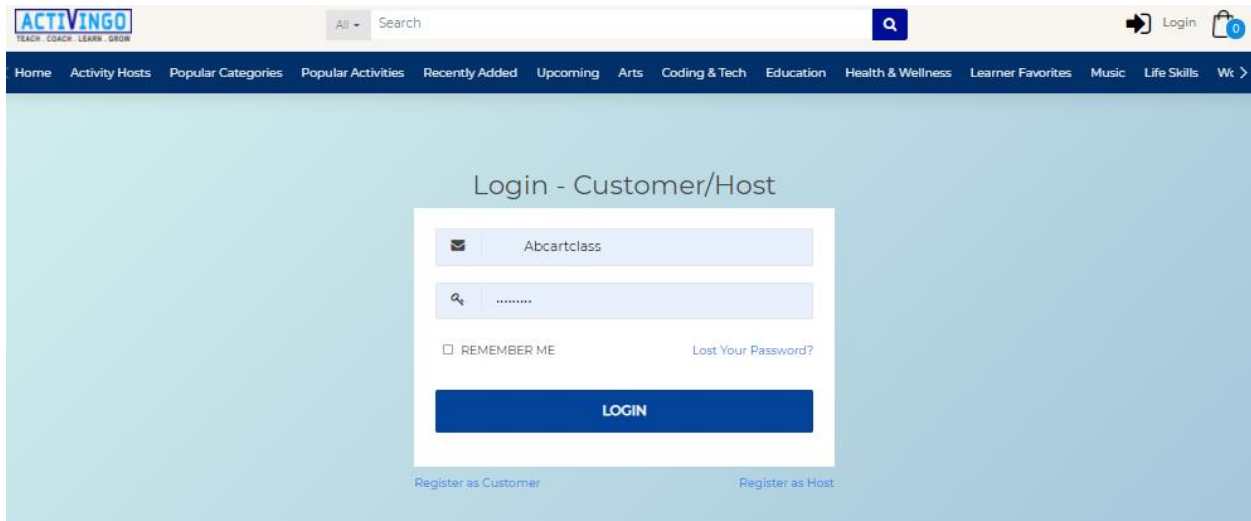 ACTIVINGO
TEACH . COACH . LEARN . GROW
All Search
Login 0
Home Activity Hosts Popular Categories Popular Activities Recently Added Upcoming Arts Coding & Tech Education Health & Wellness Learner Favorites Music Life Skills
Login - Customer/Host
Abcartclass
.........
REMEMBER ME Lost Your Password?
LOGIN
Register as Customer Register as Host